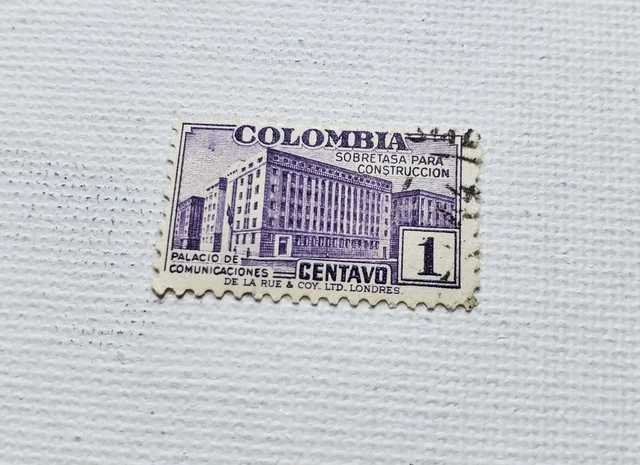 COLOMBIA
SOBRETASA PARA
CONSTRUCCION
PALACIO DE
COMUNICACIONES
CENTAVO
1
DE LA RUE & COY. LTD. LONDRES.